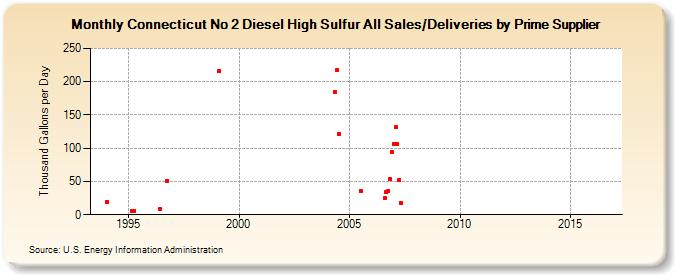 Monthly Connecticut No 2 Diesel High Sulfur All Sales/Deliveries by Prime Supplier
Thousand Gallons per Day
250
200
150
100
50
0
1995 2000 2005 2010 2015
Source: U.S. Energy Information Administration